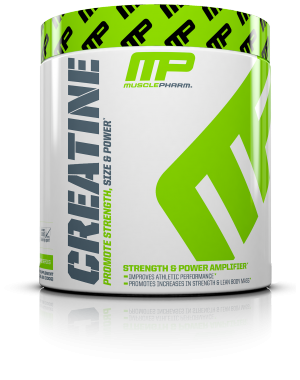 MP
MUSCLEPHARM®
CREATINE
PROMOTE STRENGTH, SIZE & POWER*
STRENGTH & POWER AMPLIFIER*
• IMPROVES ATHLETIC PERFORMANCE**
• PROMOTES INCREASES IN STRENGTH & LEAN BODY MASS*